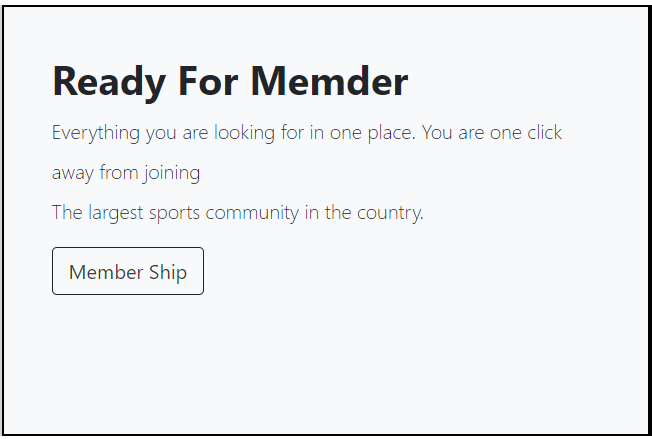 Ready For Memder
Everything you are looking for in one place. You are one click
away from joining
The largest sports community in the country.
Member Ship